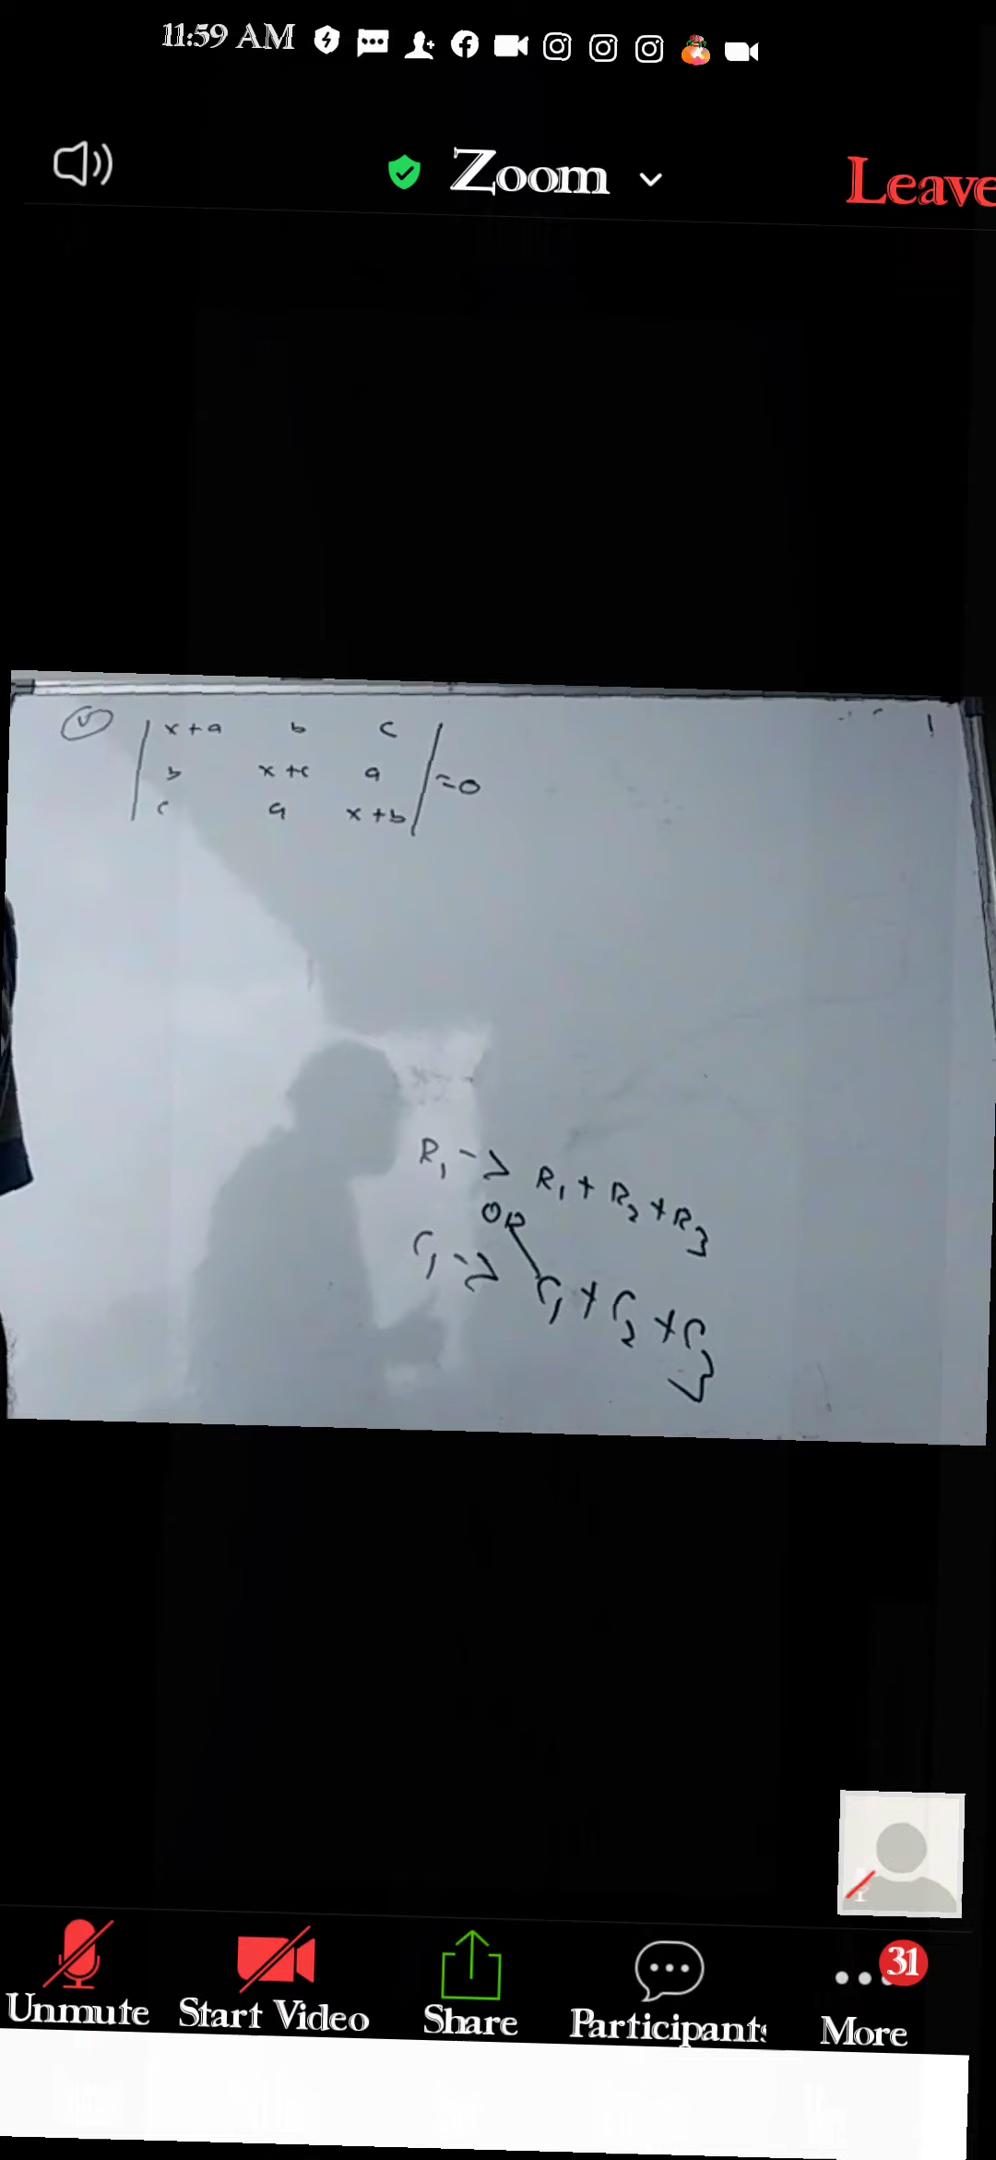 11:59 AM
Zoom
Leave
v x+a b c
b x+c a =0
c a x+b
R1 -> R1 + R2 + R3
OR
C1 -> C1 + C2 + C3
31
Unmute Start Video Share Participants More